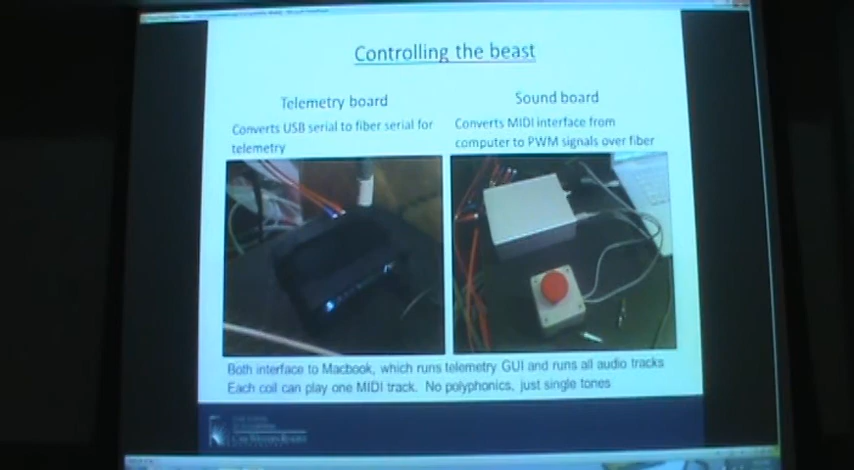 Controlling the beast
Telemetry board
Converts USB serial to fiber serial for
telemetry
Sound board
Converts MIDI interface from
computer to PWM signals over fiber
Both interface to Macbook, which runs telemetry GUI and runs all audio tracks
Each coil can play one MIDI track. No polyphonics, just single tones